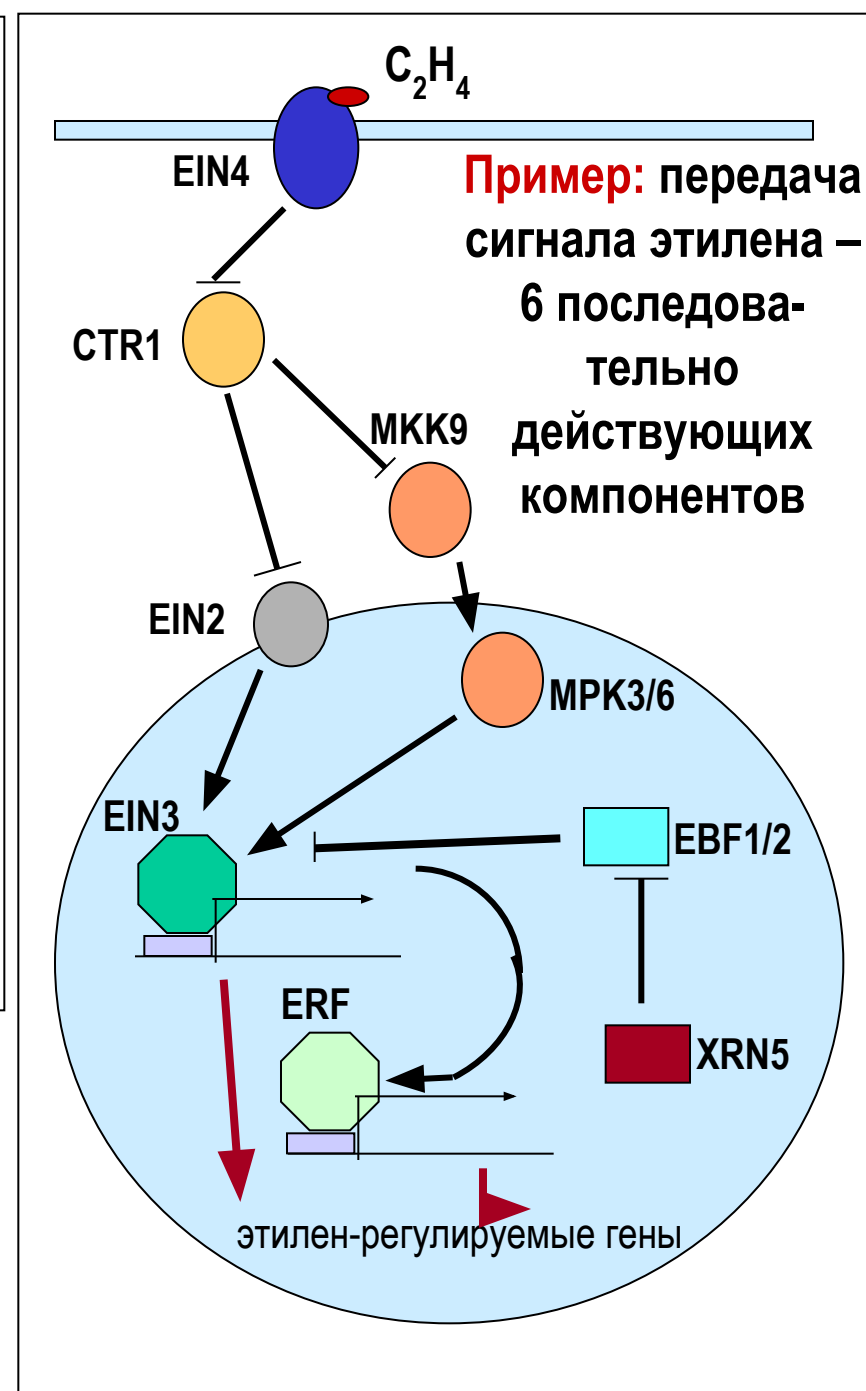 C₂H₄
EIN4
Пример: передача
сигнала этилена –
6 последова-
тельно
действующих
компонентов
CTR1
MKK9
EIN2
MPK3/6
EIN3
EBF1/2
ERF
XRN5
этилен-регулируемые гены